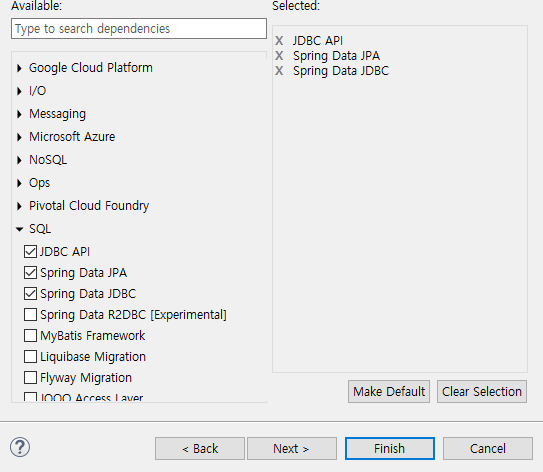 Available:
Selected:
Type to search dependencies
Google Cloud Platform
I/O
Messaging
Microsoft Azure
NoSQL
Ops
Pivotal Cloud Foundry
SQL
JDBC API
Spring Data JPA
Spring Data JDBC
Spring Data R2DBC [Experimental]
MyBatis Framework
Liquibase Migration
Flyway Migration
JOOQ Access Layer
X JDBC API
X Spring Data JPA
X Spring Data JDBC
Make Default
Clear Selection
?
< Back
Next >
Finish
Cancel